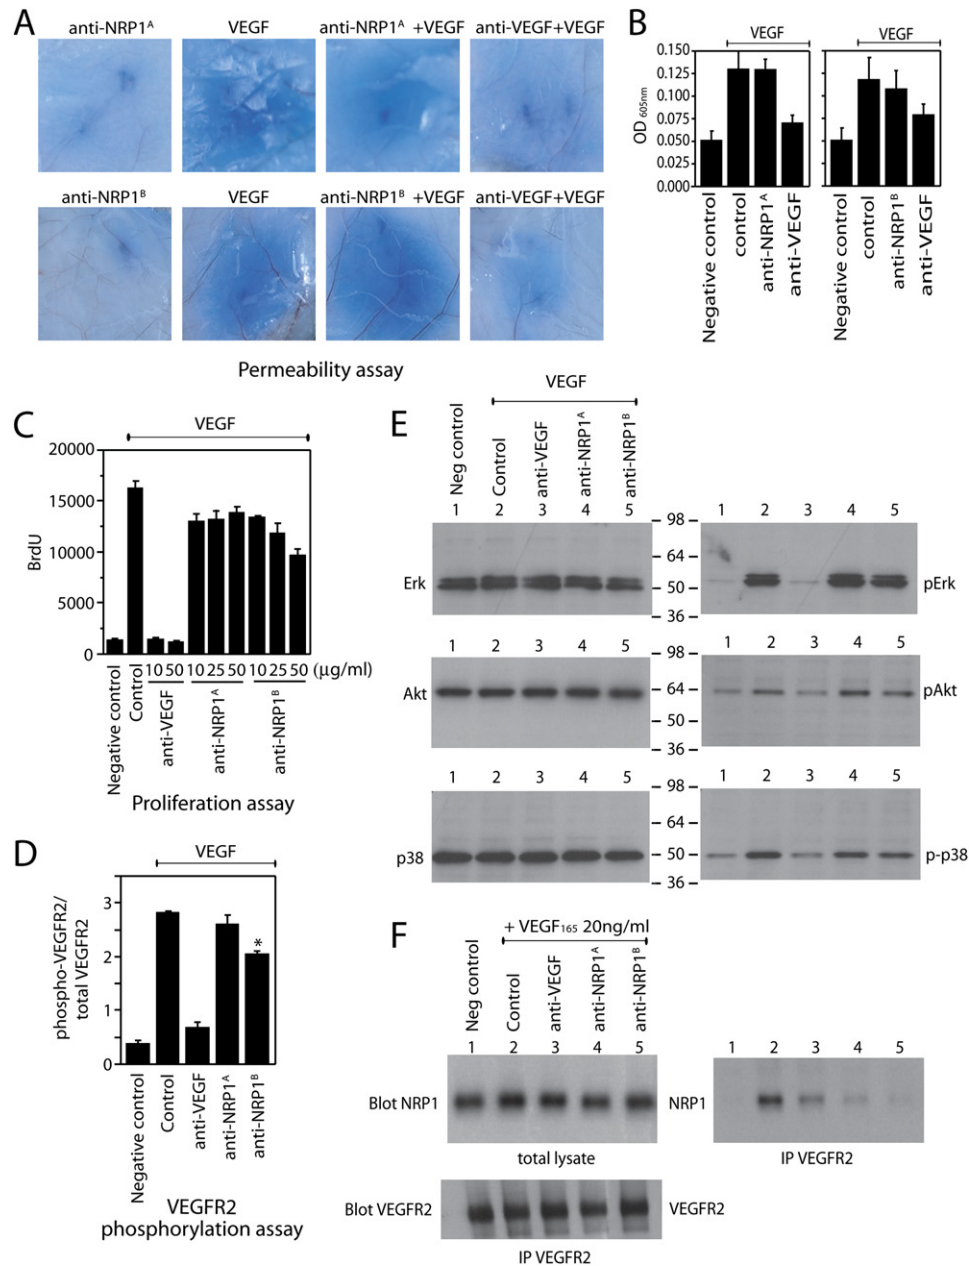 A
anti-NRP1ᴬ VEGF anti-NRP1ᴬ +VEGF anti-VEGF+VEGF
anti-NRP1ᴮ VEGF anti-NRP1ᴮ +VEGF anti-VEGF+VEGF
Permeability assay
B
VEGF VEGF
OD 605nm
0.150
0.125
0.100
0.075
0.050
0.025
0.000
Negative control
control
anti-NRP1ᴬ
anti-VEGF
Negative control
control
anti-NRP1ᴮ
anti-VEGF
C
VEGF
BrdU
20000
15000
10000
5000
0
10 50 10 25 50 10 25 50 (µg/ml)
Negative control
Control
anti-VEGF
anti-NRP1ᴬ
anti-NRP1ᴮ
Proliferation assay
D
VEGF
phospho-VEGFR2/
total VEGFR2
3
2
1
0
*
Negative control
Control
anti-VEGF
anti-NRP1ᴬ
anti-NRP1ᴮ
VEGFR2
phosphorylation assay
E
VEGF
Neg control
Control
anti-VEGF
anti-NRP1ᴬ
anti-NRP1ᴮ
1 2 3 4 5 1 2 3 4 5
98
64
Erk 50 pErk
36
1 2 3 4 5 1 2 3 4 5
98
Akt 64 pAkt
50
36
1 2 3 4 5 1 2 3 4 5
98
64
p38 50 p-p38
36
F
+ VEGF₁₆₅ 20ng/ml
Neg control
Control
anti-VEGF
anti-NRP1ᴬ
anti-NRP1ᴮ
1 2 3 4 5 1 2 3 4 5
Blot NRP1 NRP1
total lysate IP VEGFR2
Blot VEGFR2 VEGFR2
IP VEGFR2